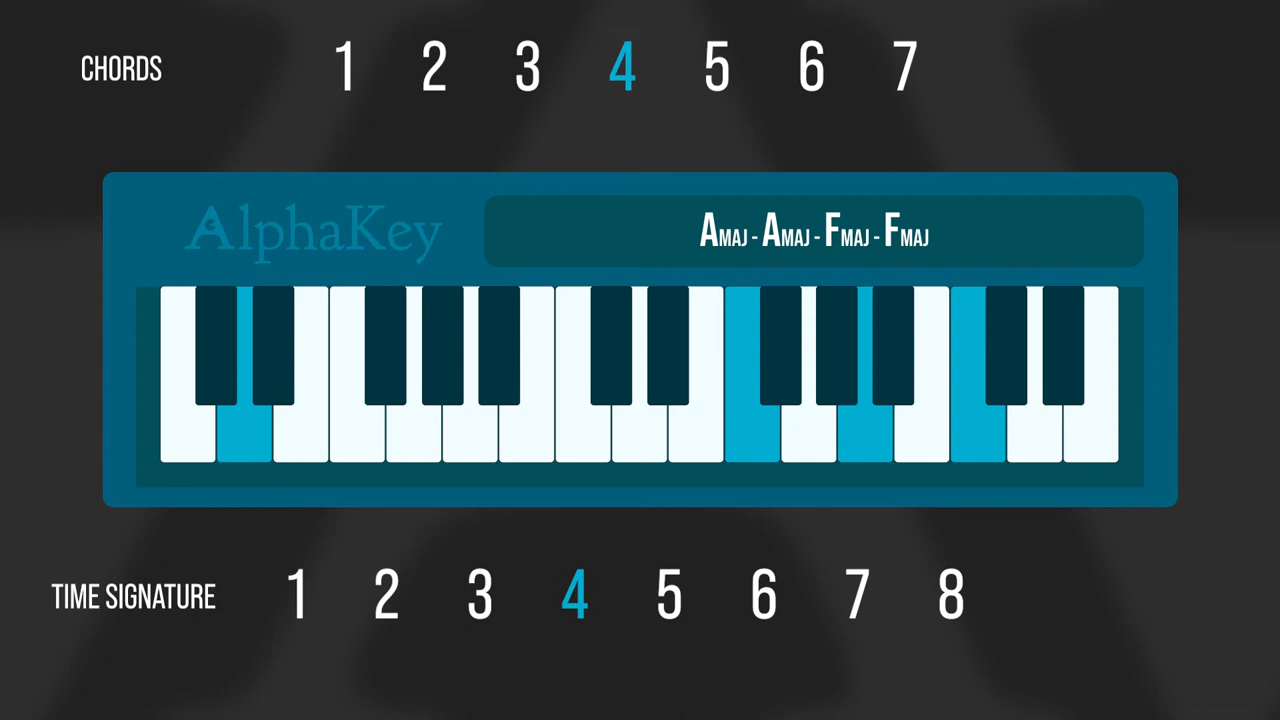 CHORDS 1 2 3 4 5 6 7
AlphaKey
AMAJ - AMAJ - FMAJ - FMAJ
TIME SIGNATURE 1 2 3 4 5 6 7 8